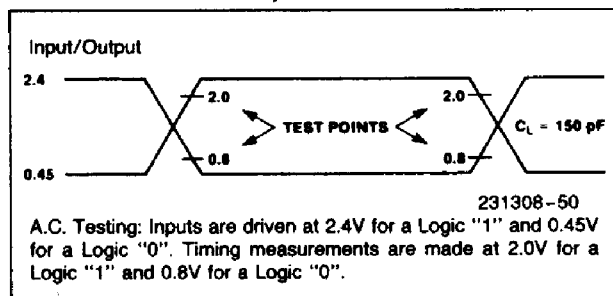 Input/Output
2.4
2.0
2.0
TEST POINTS
C_L = 150 pF
0.8
0.8
0.45
231308-50
A.C. Testing: Inputs are driven at 2.4V for a Logic "1" and 0.45V
for a Logic "0". Timing measurements are made at 2.0V for a
Logic "1" and 0.8V for a Logic "0".